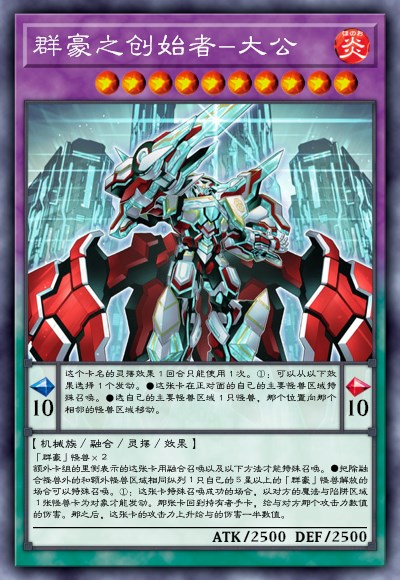 群豪之创始者-大公
ほのお
炎
这个卡名的灵摆效果1回合只能使用1次。①:可以从以下效
果选择1个发动。●这张卡在正对面的自己的主要怪兽区域特
殊召唤。●选自己的主要怪兽区域1只怪兽,那个位置向那个
相邻的怪兽区域移动。
10
10
【机械族/融合/灵摆/效果】
「群豪」怪兽×2
额外卡组的里侧表示的这张卡用融合召唤以及以下方法才能特殊召唤。●把除融
合怪兽外的和额外怪兽区域相同纵列1只自己的5星以上的「群豪」怪兽解放的
场合可以特殊召唤。①:这张卡特殊召唤成功的场合,以对方的魔法与陷阱区域
1张怪兽卡为对象才能发动。那张卡回到持有者手卡,给与对方那个攻击力数值
的伤害。那之后,这张卡的攻击力上升给与的伤害一半数值。
ATK/2500 DEF/2500